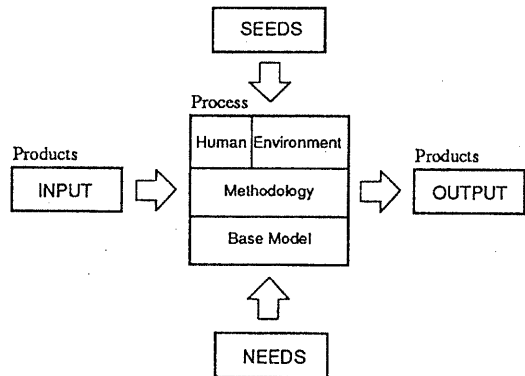 SEEDS
Process
Human Environment
Products
Products
INPUT
Methodology
OUTPUT
Base Model
NEEDS